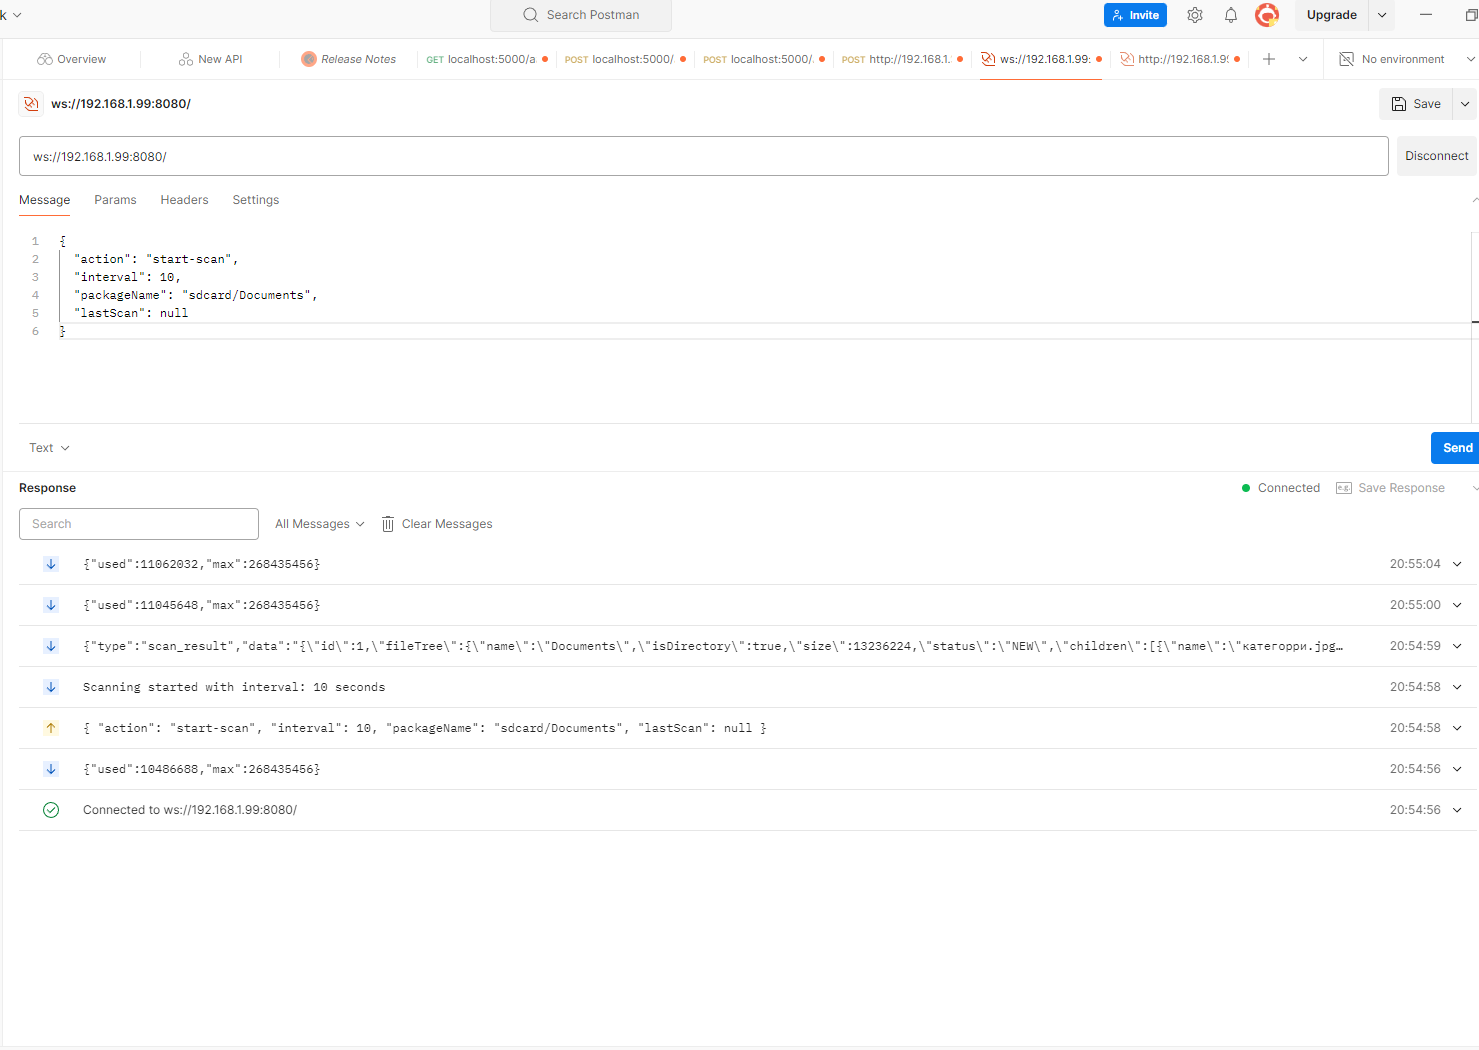 k
Search Postman
Invite
Upgrade
Overview
New API
Release Notes
GET localhost:5000/a
POST localhost:5000/
POST localhost:5000/.
POST http://192.168.1.
ws://192.168.1.99:
http://192.168.1.9
No environment
ws://192.168.1.99:8080/
Save
ws://192.168.1.99:8080/
Disconnect
Message Params Headers Settings
1 {
2 "action": "start-scan",
3 "interval": 10,
4 "packageName": "sdcard/Documents",
5 "lastScan": null
6 }
Text
Send
Response
Connected
e.g. Save Response
Search
All Messages
Clear Messages
{"used":11062032,"max":268435456} 20:55:04
{"used":11045648,"max":268435456} 20:55:00
{"type":"scan_result","data":"{\"id\":1,\"fileTree\":{\"name\":\"Documents\",\"isDirectory\":true,\"size\":13236224,\"status\":\"NEW\",\"children\":[{\"name\":\"категорри.jpg… 20:54:59
Scanning started with interval: 10 seconds 20:54:58
{ "action": "start-scan", "interval": 10, "packageName": "sdcard/Documents", "lastScan": null } 20:54:58
{"used":10486688,"max":268435456} 20:54:56
Connected to ws://192.168.1.99:8080/ 20:54:56